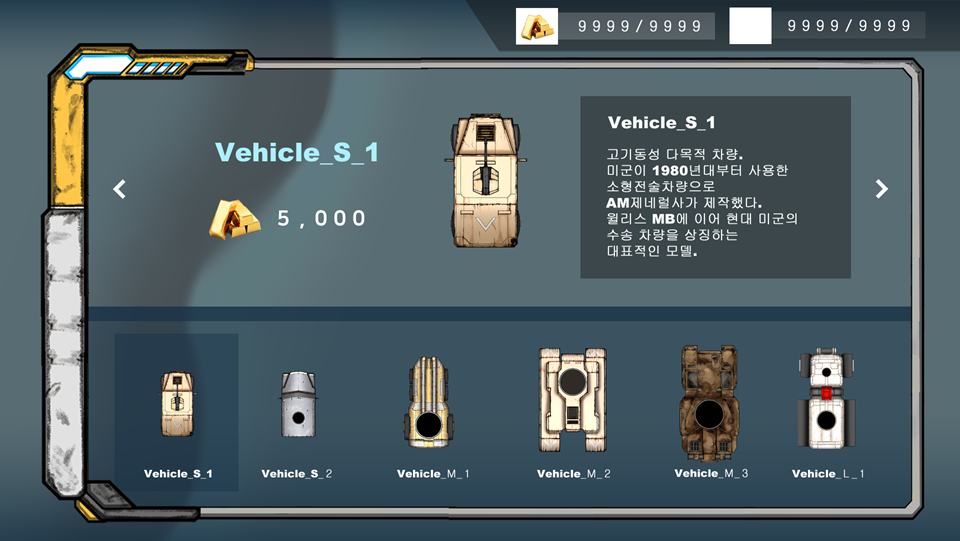 9999/9999
9999/9999
Vehicle_S_1
5,000
Vehicle_S_1
고기동성 다목적 차량.
미군이 1980년대부터 사용한
소형전술차량으로
AM제네럴사가 제작했다.
윌리스 MB에 이어 현대 미군의
수송 차량을 상징하는
대표적인 모델.
Vehicle_S_1
Vehicle_S_2
Vehicle_M_1
Vehicle_M_2
Vehicle_M_3
Vehicle_L_1